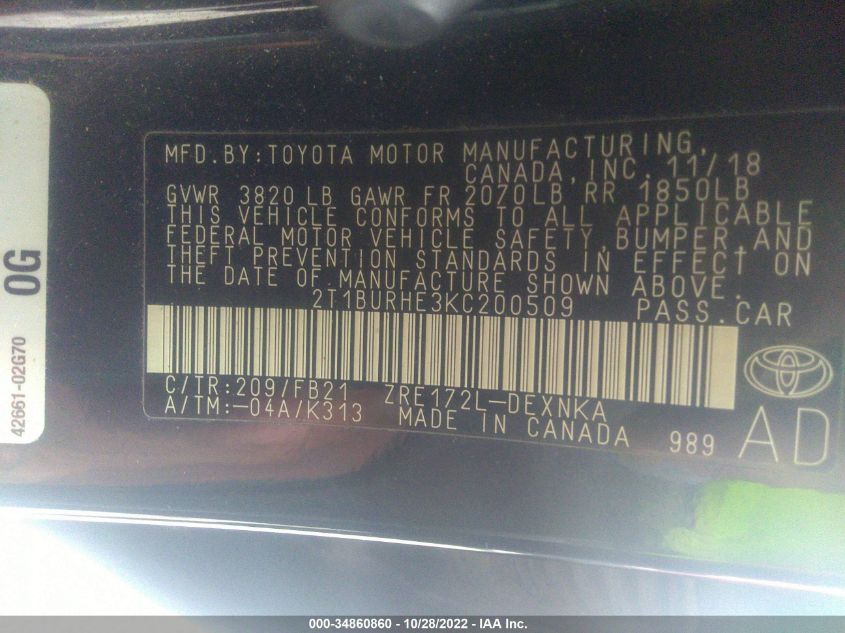 MFD.BY:TOYOTA MOTOR MANUFACTURING,
CANADA, INC. 11/18
GVWR 3820 LB GAWR FR 2070LB RR 1850LB
THIS VEHICLE CONFORMS TO ALL APPLICABLE
FEDERAL MOTOR VEHICLE SAFETY, BUMPER, AND
THEFT PREVENTION STANDARDS IN EFFECT ON
THE DATE OF MANUFACTURE SHOWN ABOVE.
2T1BURHE3KC200509 PASS.CAR
C/TR:209/FB21 ZRE172L-DEXNKA
A/TM:-04A/K313 MADE IN CANADA 989
AD
0G
42661-02G70
000-34860860 / 10/28/2022 - IAA Inc.